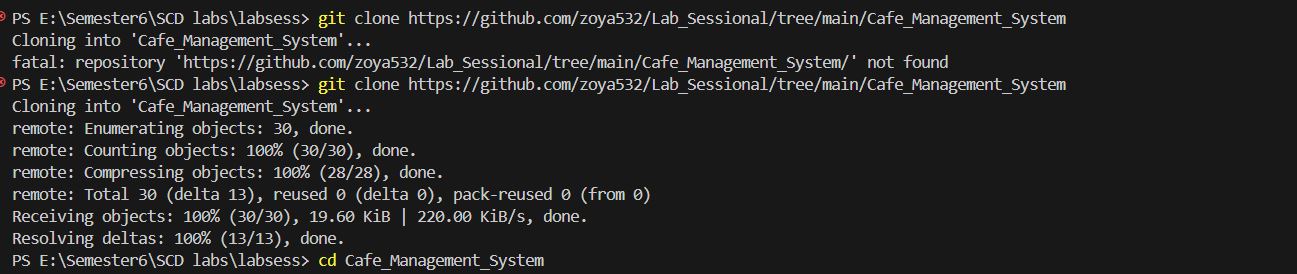 PS E:\Semester6\SCD labs\labsess> git clone https://github.com/zoya532/Lab_Sessional/tree/main/Cafe_Management_System
Cloning into 'Cafe_Management_System'...
fatal: repository 'https://github.com/zoya532/Lab_Sessional/tree/main/Cafe_Management_System/' not found
PS E:\Semester6\SCD labs\labsess> git clone https://github.com/zoya532/Lab_Sessional/tree/main/Cafe_Management_System
Cloning into 'Cafe_Management_System'...
remote: Enumerating objects: 30, done.
remote: Counting objects: 100% (30/30), done.
remote: Compressing objects: 100% (28/28), done.
remote: Total 30 (delta 13), reused 0 (delta 0), pack-reused 0 (from 0)
Receiving objects: 100% (30/30), 19.60 KiB | 220.00 KiB/s, done.
Resolving deltas: 100% (13/13), done.
PS E:\Semester6\SCD labs\labsess> cd Cafe_Management_System